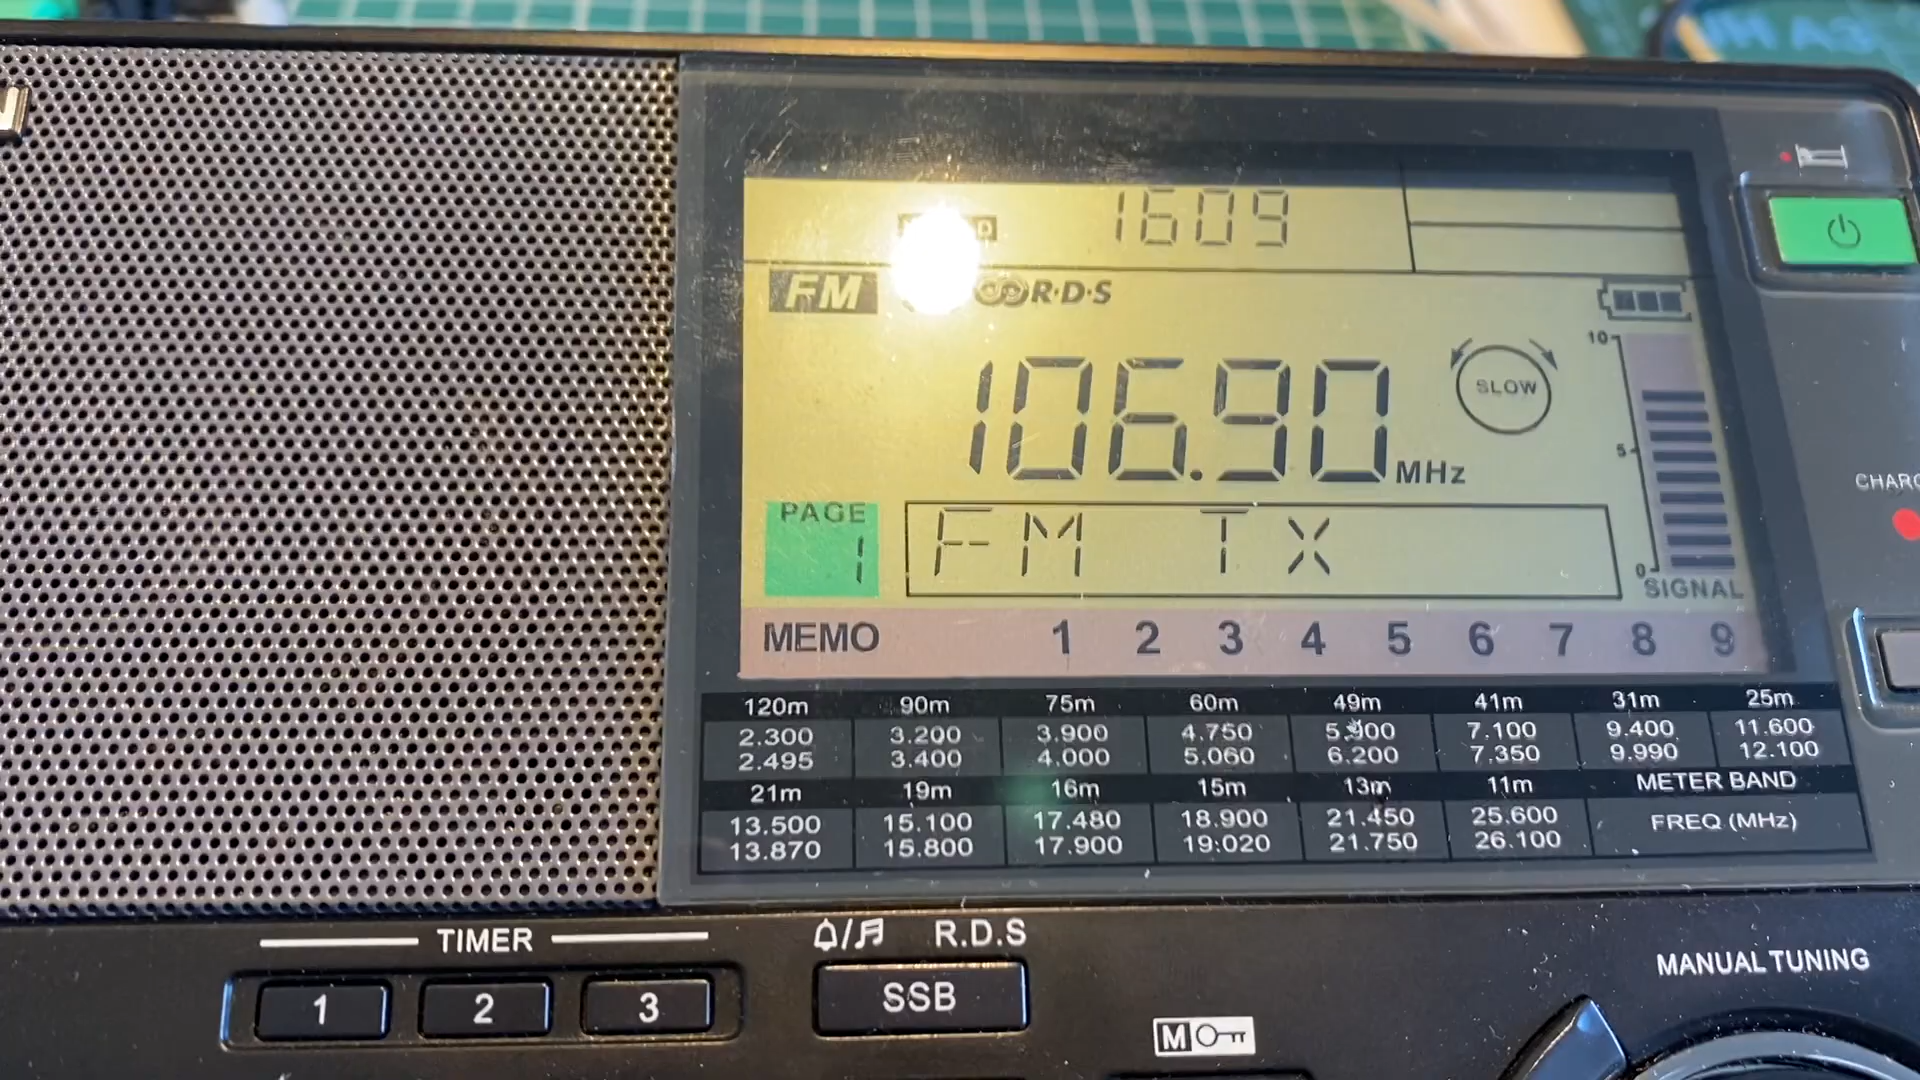 1609
FM R·D·S
10
106.90 MHz
SLOW
5
PAGE
1
FM TX
0
SIGNAL
MEMO 1 2 3 4 5 6 7 8 9
120m 90m 75m 60m 49m 41m 31m 25m
2.300 3.200 3.900 4.750 5.900 7.100 9.400 11.600
2.495 3.400 4.000 5.060 6.200 7.350 9.990 12.100
21m 19m 16m 15m 13m 11m METER BAND
13.500 15.100 17.480 18.900 21.450 25.600 FREQ (MHz)
13.870 15.800 17.900 19.020 21.750 26.100
TIMER
R.D.S
1 2 3
SSB
MANUAL TUNING
M